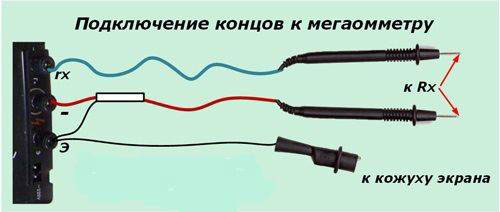 Подключение концов к мегаомметру
rx
к Rx
-
Э
к кожуху экрана